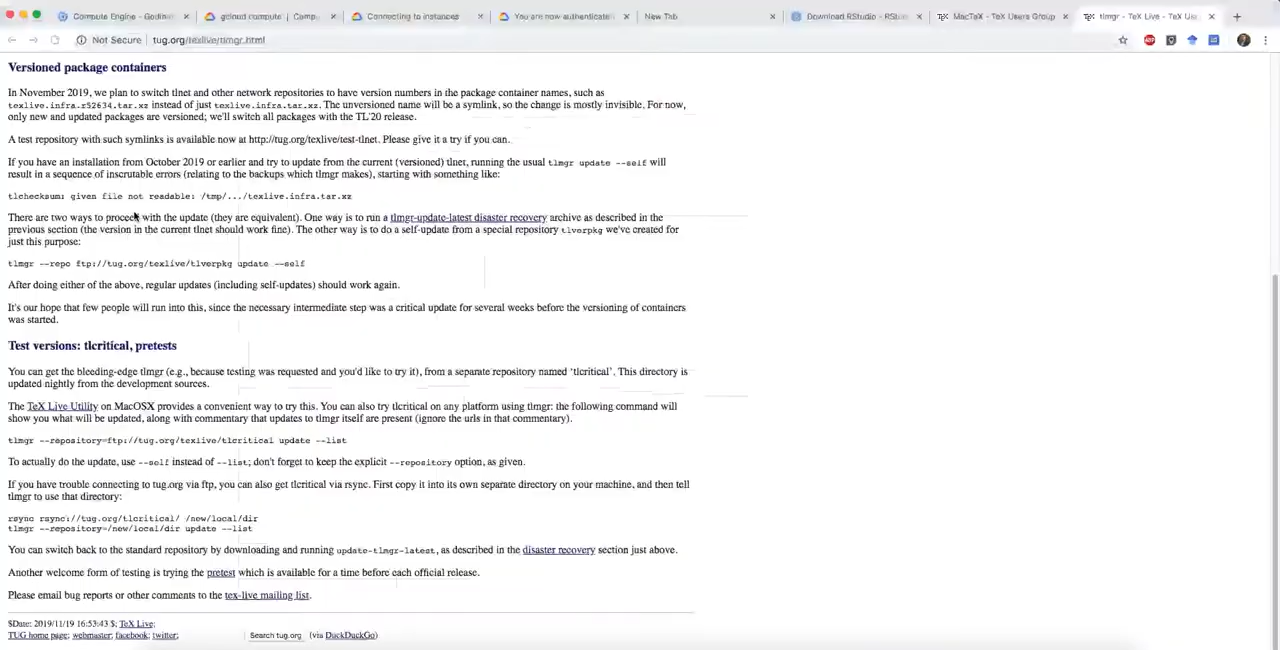 Compute Engine - Godini
gcloud compute | Compu
Connecting to instances
You are now authenticate
New Tab
Download RStudio - RStu
MacTeX - TeX Users Group
tlmgr - TeX Live - TeX Us
Not Secure | tug.org/texlive/tlmgr.html
Versioned package containers
In November 2019, we plan to switch tlnet and other network repositories to have version numbers in the package container names, such as
texlive.infra.r52634.tar.xz instead of just texlive.infra.tar.xz. The unversioned name will be a symlink, so the change is mostly invisible. For now,
only new and updated packages are versioned; we'll switch all packages with the TL'20 release.
A test repository with such symlinks is available now at http://tug.org/texlive/test-tlnet. Please give it a try if you can.
If you have an installation from October 2019 or earlier and try to update from the current (versioned) tlnet, running the usual tlmgr update --self will
result in a sequence of inscrutable errors (relating to the backups which tlmgr makes), starting with something like:
tlchecksum: given file not readable: /tmp/.../texlive.infra.tar.xz
There are two ways to proceed with the update (they are equivalent). One way is to run a tlmgr-update-latest disaster recovery archive as described in the
previous section (the version in the current tlnet should work fine). The other way is to do a self-update from a special repository tlverpkg we've created for
just this purpose:
tlmgr --repo ftp://tug.org/texlive/tlverpkg update --self
After doing either of the above, regular updates (including self-updates) should work again.
It's our hope that few people will run into this, since the necessary intermediate step was a critical update for several weeks before the versioning of containers
was started.
Test versions: tlcritical, pretests
You can get the bleeding-edge tlmgr (e.g., because testing was requested and you'd like to try it), from a separate repository named 'tlcritical'. This directory is
updated nightly from the development sources.
The TeX Live Utility on MacOSX provides a convenient way to try this. You can also try tlcritical on any platform using tlmgr: the following command will
show you what will be updated, along with commentary that updates to tlmgr itself are present (ignore the urls in that commentary).
tlmgr --repository=ftp://tug.org/texlive/tlcritical update --list
To actually do the update, use --self instead of --list; don't forget to keep the explicit --repository option, as given.
If you have trouble connecting to tug.org via ftp, you can also get tlcritical via rsync. First copy it into its own separate directory on your machine, and then tell
tlmgr to use that directory:
rsync rsync://tug.org/tlcritical/ /new/local/dir
tlmgr --repository=/new/local/dir update --list
You can switch back to the standard repository by downloading and running update-tlmgr-latest, as described in the disaster recovery section just above.
Another welcome form of testing is trying the pretest which is available for a time before each official release.
Please email bug reports or other comments to the tex-live mailing list.
$Date: 2019/11/19 16:53:43 $; TeX Live;
TUG home page; webmaster; facebook; twitter; Search tug.org (via DuckDuckGo)